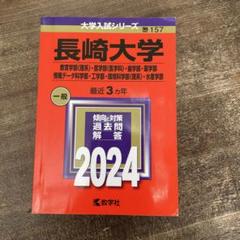 大学入試シリーズ
157
長崎大学
教育学部〈理系〉・医学部〈医学科〉・歯学部・薬学部
情報データ科学部・工学部・環境科学部〈理系〉・水産学部
一般
最近3カ年
傾向と対策
過去問
解答
2024
教学社